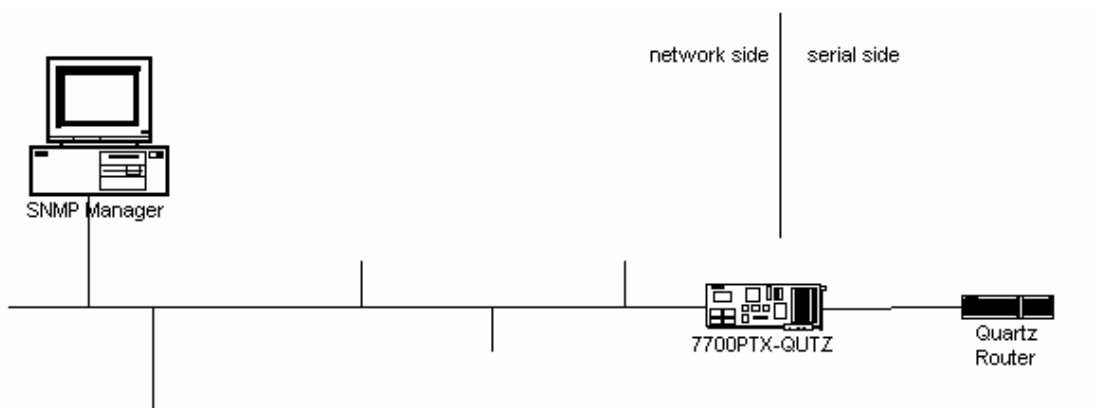 network side
serial side
SNMP Manager
7700PTX-QUTZ
Quartz
Router